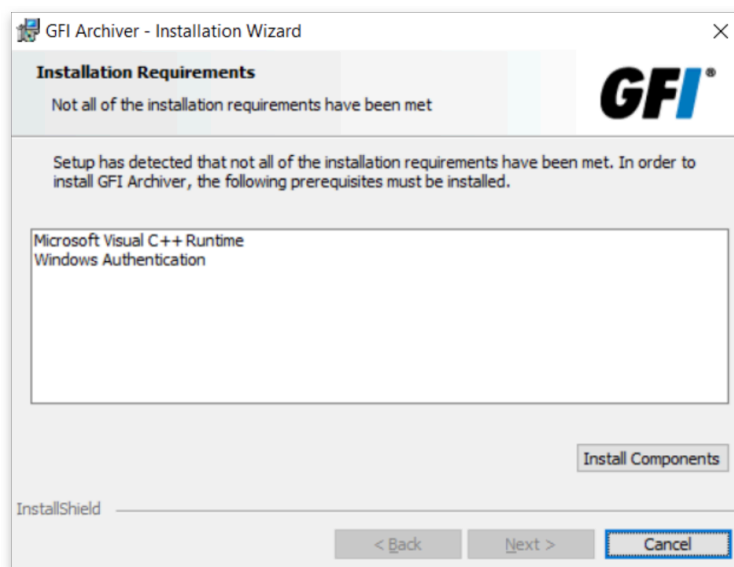 GFI Archiver - Installation Wizard
Installation Requirements
Not all of the installation requirements have been met
GFI®
Setup has detected that not all of the installation requirements have been met. In order to
install GFI Archiver, the following prerequisites must be installed.
Microsoft Visual C++ Runtime
Windows Authentication
Install Components
InstallShield
< Back
Next >
Cancel